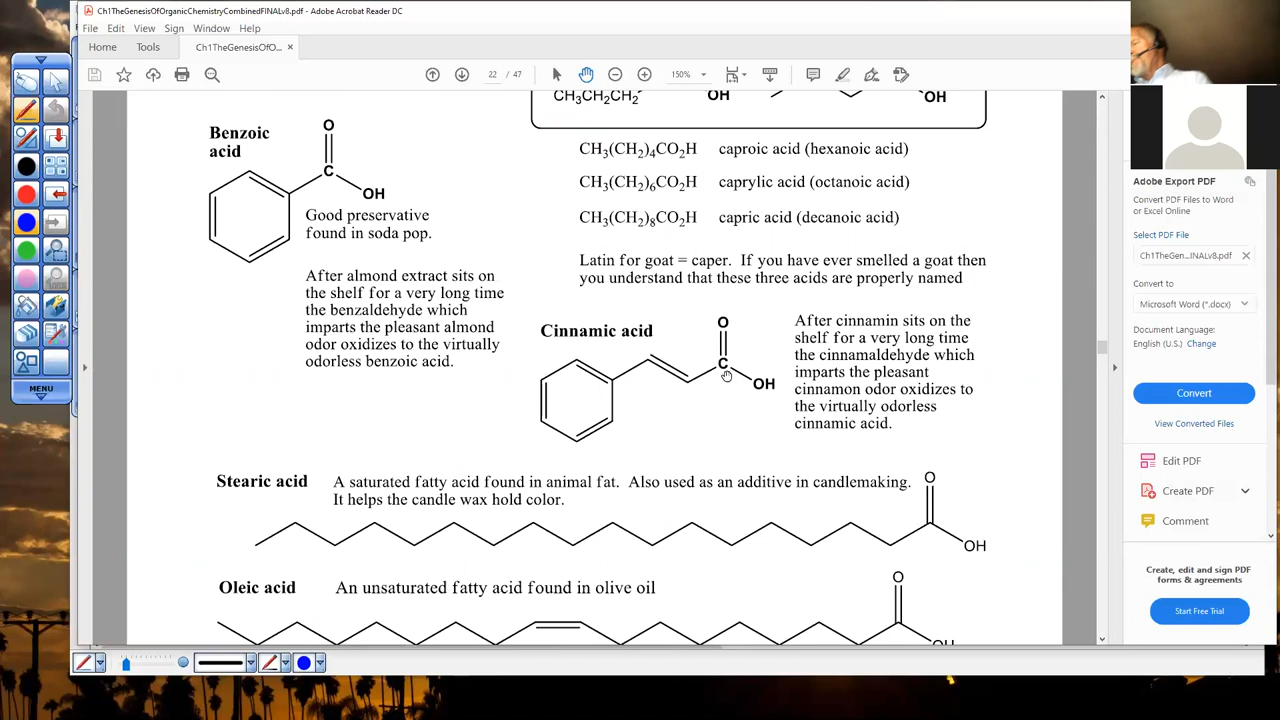 Ch1TheGenesisOfOrganicChemistryCombinedFINALv8.pdf - Adobe Acrobat Reader DC
File Edit View Sign Window Help
Home Tools Ch1TheGenesisOfO... ×
22 / 47 150%
CH₃CH₂CH₂ OH OH
Benzoic
acid
O
C
OH
Good preservative
found in soda pop.
After almond extract sits on
the shelf for a very long time
the benzaldehyde which
imparts the pleasant almond
odor oxidizes to the virtually
odorless benzoic acid.
CH₃(CH₂)₄CO₂H caproic acid (hexanoic acid)
CH₃(CH₂)₆CO₂H caprylic acid (octanoic acid)
CH₃(CH₂)₈CO₂H capric acid (decanoic acid)
Latin for goat = caper. If you have ever smelled a goat then
you understand that these three acids are properly named
Cinnamic acid
O
C
OH
After cinnamin sits on the
shelf for a very long time
the cinnamaldehyde which
imparts the pleasant
cinnamon odor oxidizes to
the virtually odorless
cinnamic acid.
Stearic acid A saturated fatty acid found in animal fat. Also used as an additive in candlemaking.
It helps the candle wax hold color.
O
OH
Oleic acid An unsaturated fatty acid found in olive oil
O
OH
MENU
Adobe Export PDF
Convert PDF Files to Word
or Excel Online
Select PDF File
Ch1TheGen...INALv8.pdf ×
Convert to
Microsoft Word (*.docx)
Document Language:
English (U.S.) Change
Convert
View Converted Files
Edit PDF
Create PDF
Comment
Create, edit and sign PDF
forms & agreements
Start Free Trial